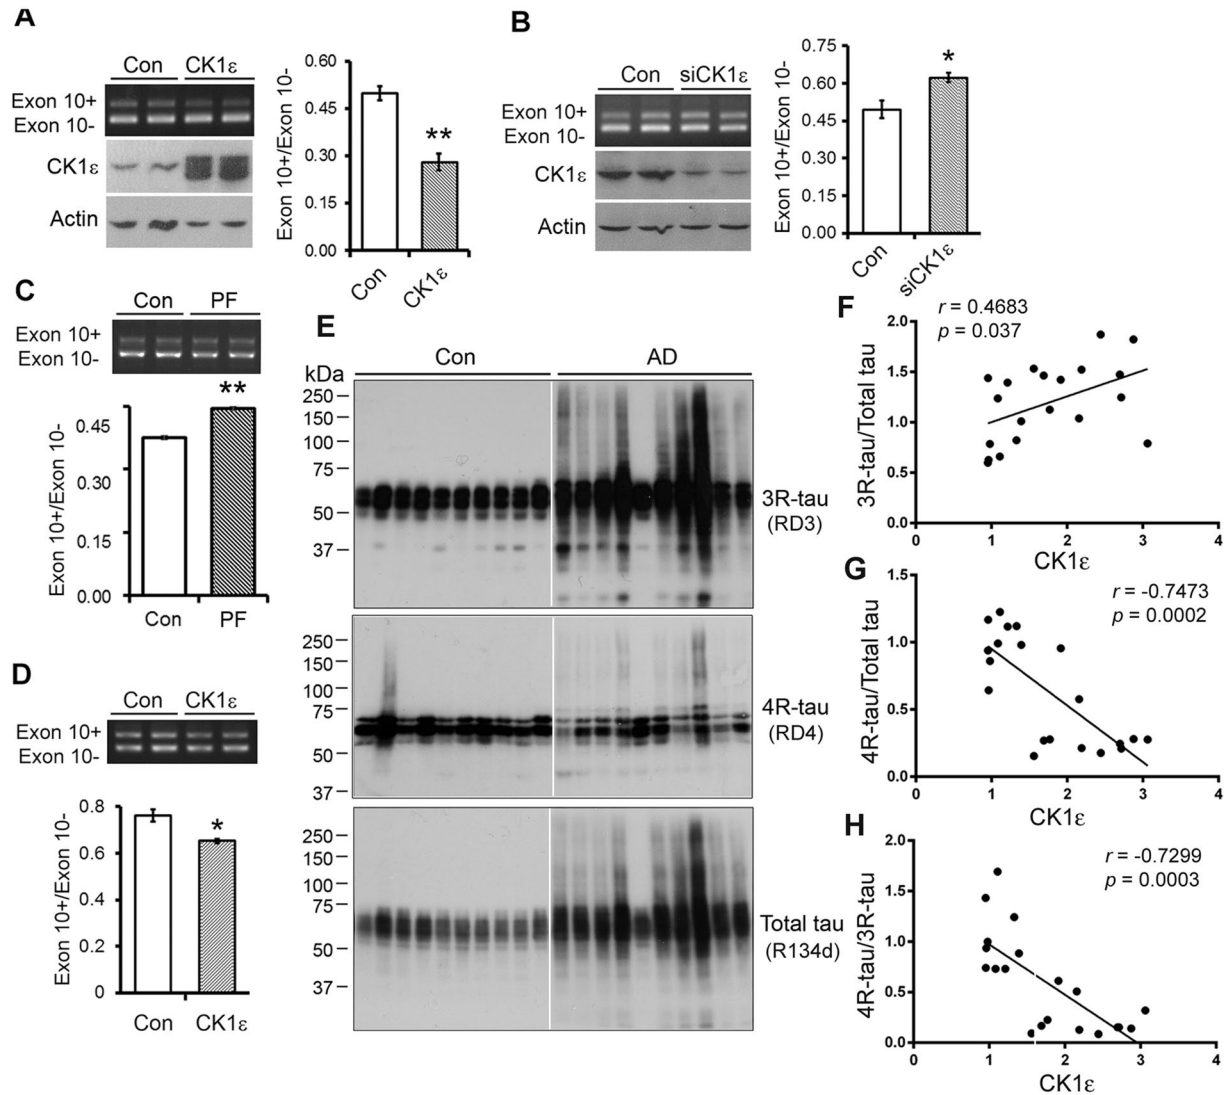 A
Con CK1ε
Exon 10+
Exon 10-
CK1ε
Actin
Exon 10+/Exon 10-
0.60
0.45
0.30
0.15
0.00
**
Con
CK1ε
B
Con siCK1ε
Exon 10+
Exon 10-
CK1ε
Actin
Exon 10+/Exon 10-
0.75
0.60
0.45
0.30
0.15
0.00
*
Con
siCK1ε
C
Con PF
Exon 10+
Exon 10-
**
Exon 10+/Exon 10-
0.45
0.30
0.15
0.00
Con PF
D
Con CK1ε
Exon 10+
Exon 10-
Exon 10+/Exon 10-
0.8
0.6
0.4
0.2
0
*
Con CK1ε
E
Con AD
kDa
250
150
100
75
50
37
3R-tau
(RD3)
250
150
100
75
50
37
4R-tau
(RD4)
250
150
100
75
50
37
Total tau
(R134d)
F
r = 0.4683
p = 0.037
3R-tau/Total tau
2.0
1.5
1.0
0.5
0.0
0 1 2 3 4
CK1ε
G
r = -0.7473
p = 0.0002
4R-tau/Total tau
1.5
1.0
0.5
0.0
0 1 2 3 4
CK1ε
H
r = -0.7299
p = 0.0003
4R-tau/3R-tau
2.0
1.5
1.0
0.5
0.0
0 1 2 3 4
CK1ε